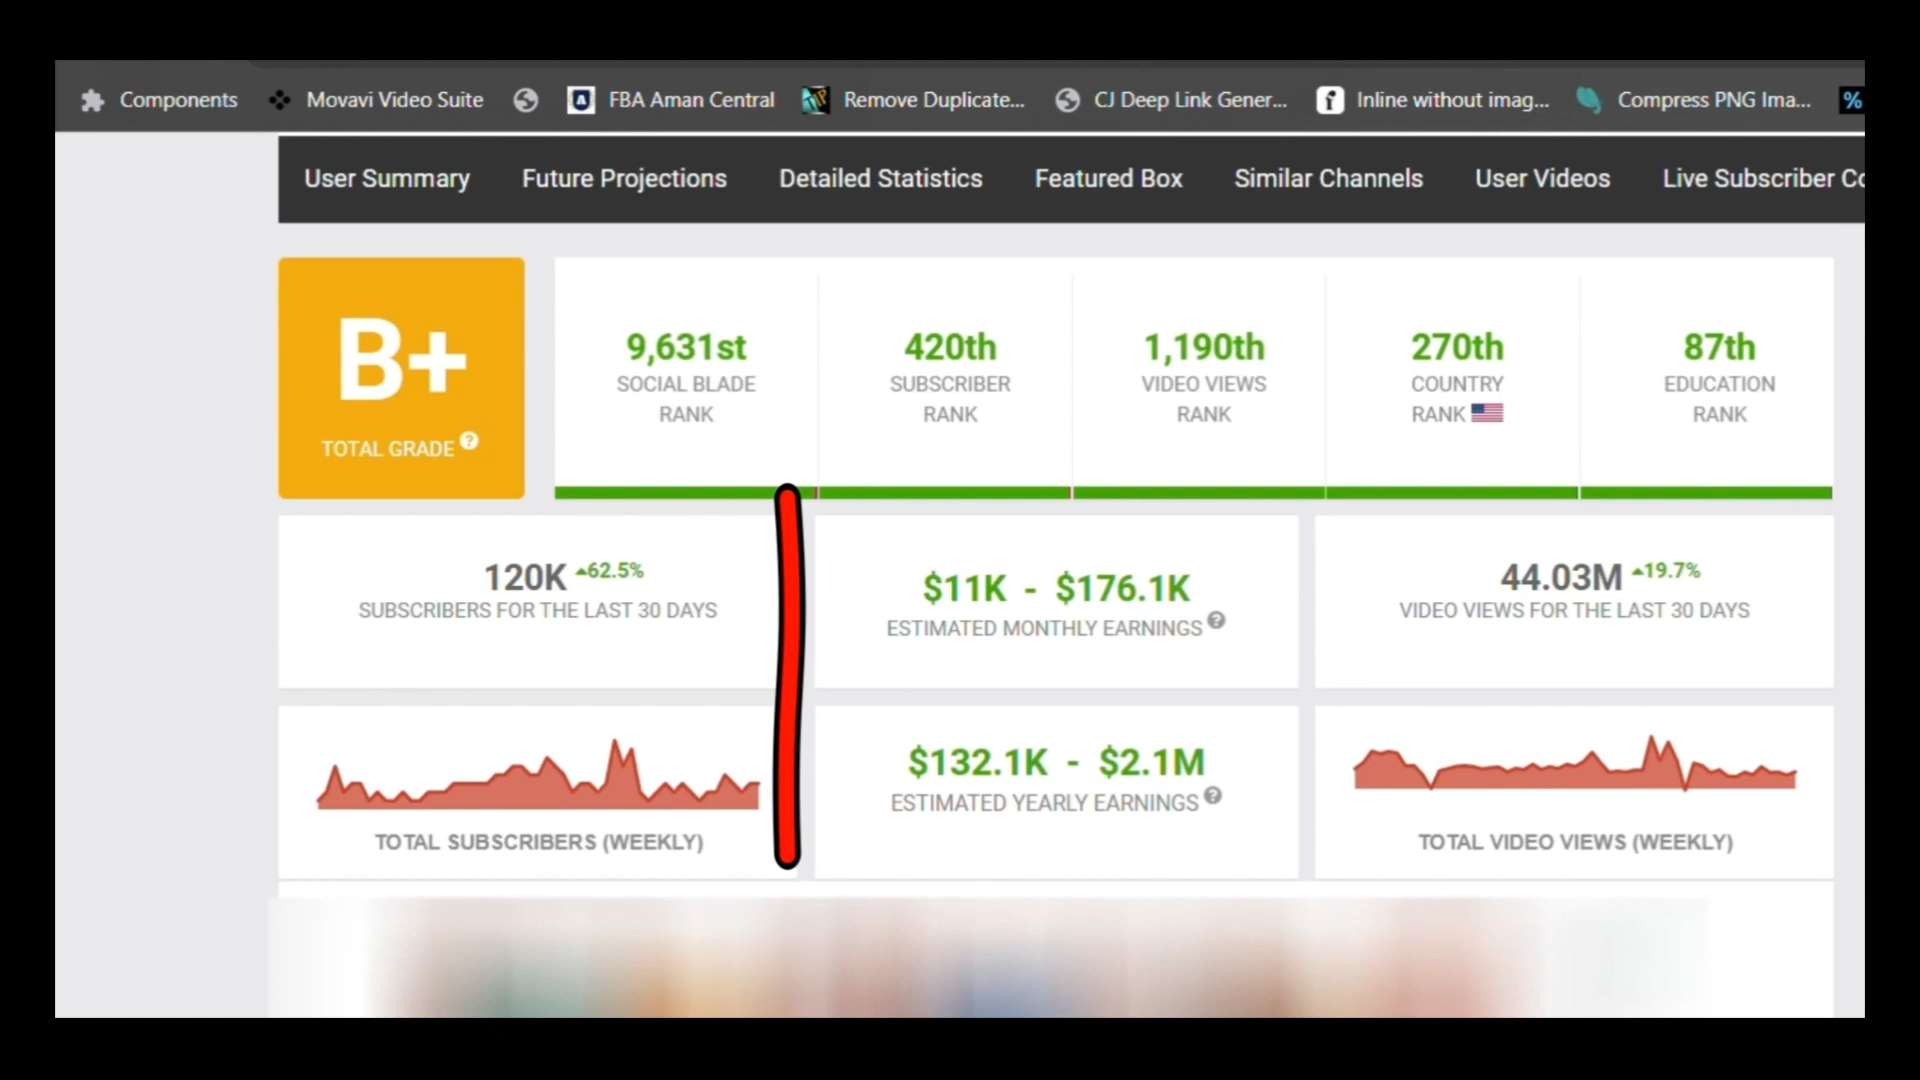 Components Movavi Video Suite FBA Aman Central Remove Duplicate... CJ Deep Link Gener... Inline without imag... Compress PNG Ima... %
User Summary Future Projections Detailed Statistics Featured Box Similar Channels User Videos Live Subscriber Co
B+
TOTAL GRADE ?
9,631st
SOCIAL BLADE
RANK
420th
SUBSCRIBER
RANK
1,190th
VIDEO VIEWS
RANK
270th
COUNTRY
RANK
87th
EDUCATION
RANK
120K 62.5%
SUBSCRIBERS FOR THE LAST 30 DAYS
$11K - $176.1K
ESTIMATED MONTHLY EARNINGS ?
44.03M 19.7%
VIDEO VIEWS FOR THE LAST 30 DAYS
TOTAL SUBSCRIBERS (WEEKLY)
$132.1K - $2.1M
ESTIMATED YEARLY EARNINGS ?
TOTAL VIDEO VIEWS (WEEKLY)